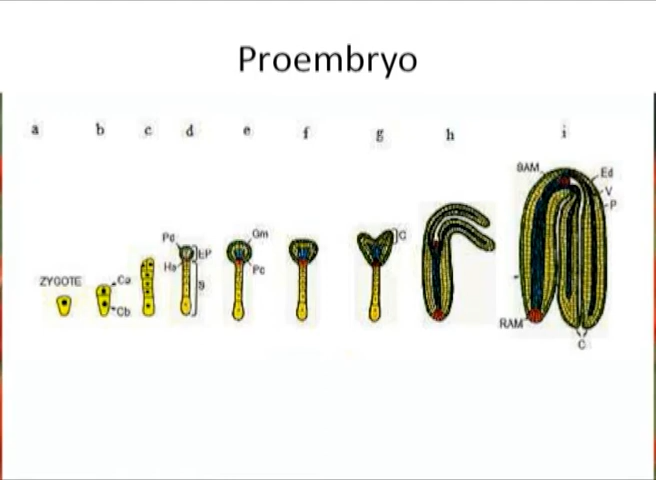 Proembryo
a b c d e f g h i
SAM
Ed
V
P
Pd
EP
Gm
C
Hs
Pc
S
ZYGOTE
Ca
Cb
RAM
C